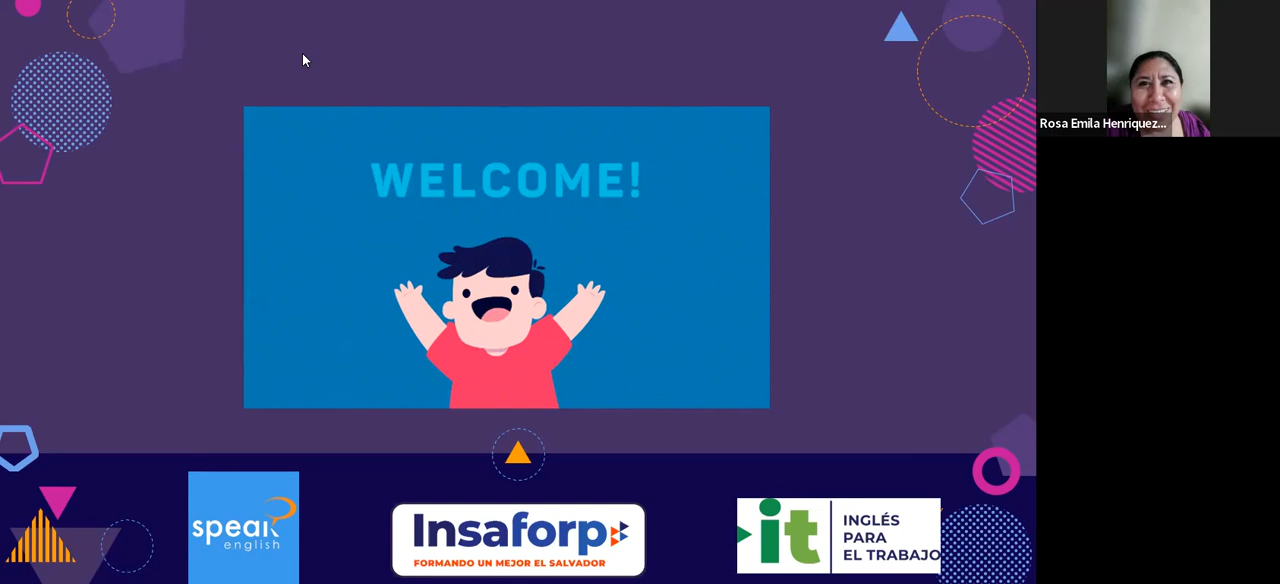 WELCOME!
Rosa Emila Henriquez...
speak
english
Insaforp
FORMANDO UN MEJOR EL SALVADOR
it
INGLÉS
PARA
EL TRABAJO